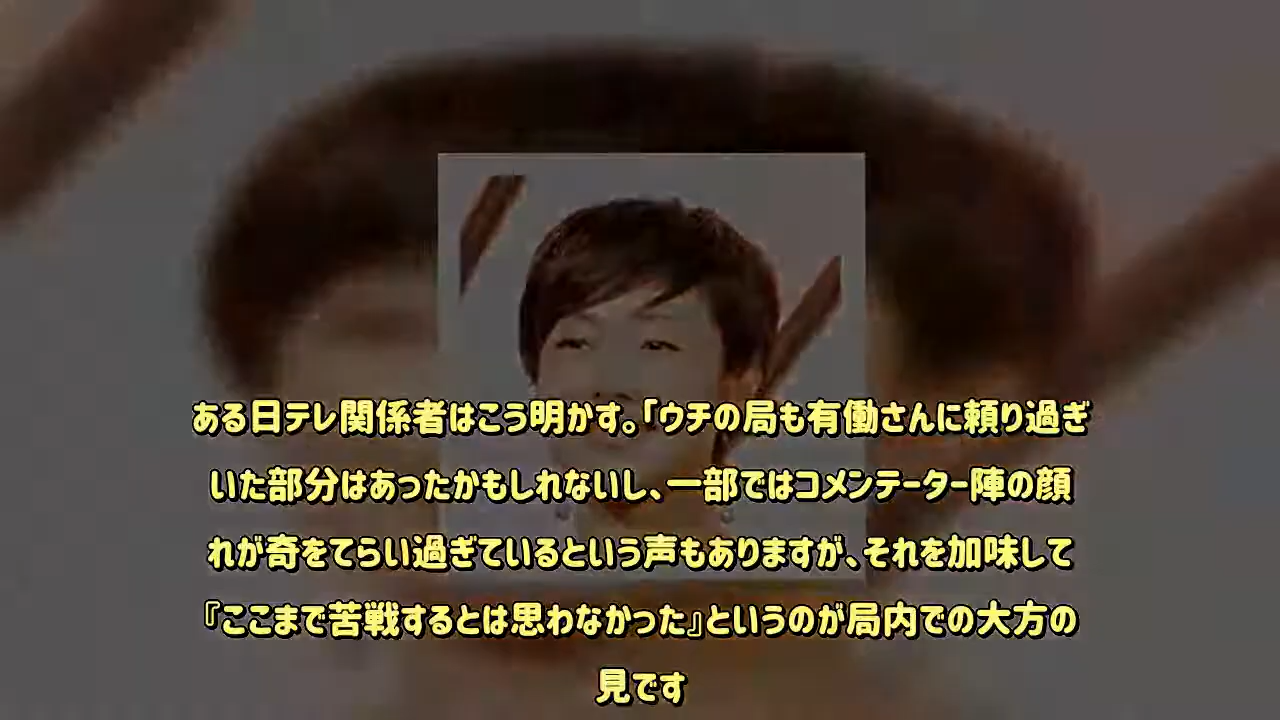 ある日テレ関係者はこう明かす。「ウチの局も有働さんに頼り過ぎ
いた部分はあったかもしれないし、一部ではコメンテーター陣の顔
れが奇をてらい過ぎているという声もありますが、それを加味して
『ここまで苦戦するとは思わなかった』というのが局内での大方の
見です